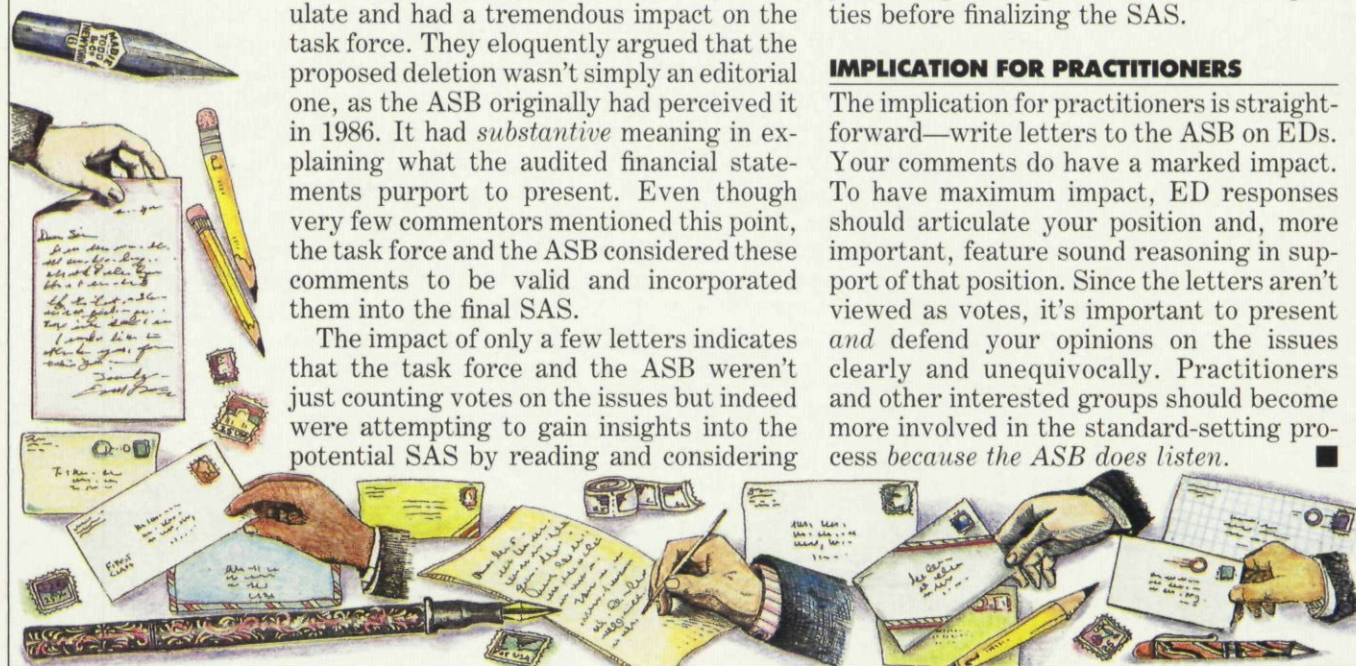 ulate and had a tremendous impact on the
task force. They eloquently argued that the
proposed deletion wasn't simply an editorial
one, as the ASB originally had perceived it
in 1986. It had substantive meaning in ex-
plaining what the audited financial state-
ments purport to present. Even though
very few commentors mentioned this point,
the task force and the ASB considered these
comments to be valid and incorporated
them into the final SAS.
The impact of only a few letters indicates
that the task force and the ASB weren't
just counting votes on the issues but indeed
were attempting to gain insights into the
potential SAS by reading and considering
ties before finalizing the SAS.
IMPLICATION FOR PRACTITIONERS
The implication for practitioners is straight-
forward—write letters to the ASB on EDs.
Your comments do have a marked impact.
To have maximum impact, ED responses
should articulate your position and, more
important, feature sound reasoning in sup-
port of that position. Since the letters aren't
viewed as votes, it's important to present
and defend your opinions on the issues
clearly and unequivocally. Practitioners
and other interested groups should become
more involved in the standard-setting pro-
cess because the ASB does listen. ■
MABIE
TODD
& Co
NEW YORK
Dear Sir
FIRST
CLASS